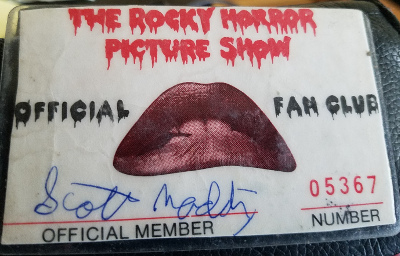 THE ROCKY HORROR
PICTURE SHOW
OFFICIAL FAN CLUB
Scott
05367
OFFICIAL MEMBER NUMBER